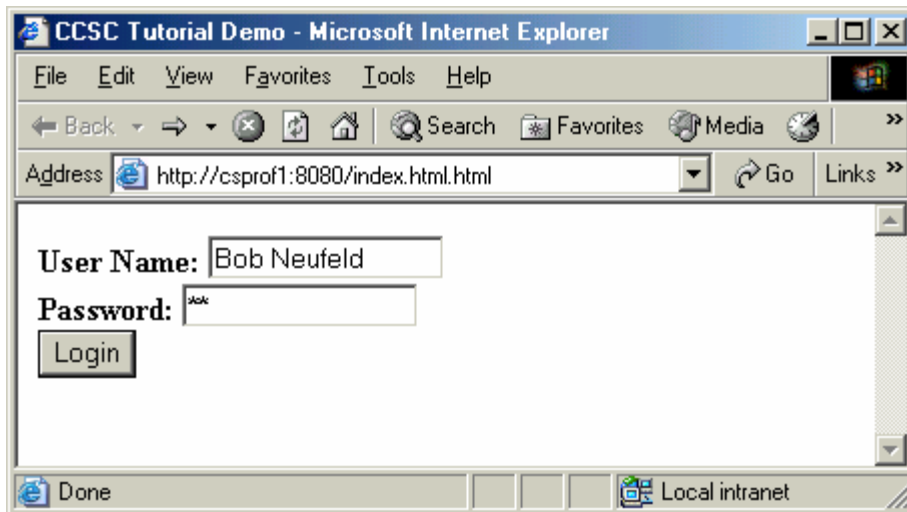 CCSC Tutorial Demo - Microsoft Internet Explorer
File Edit View Favorites Tools Help
Back Search Favorites Media »
Address http://csprof1:8080/index.html.html Go Links »
User Name: Bob Neufeld
Password: **
Login
Done Local intranet